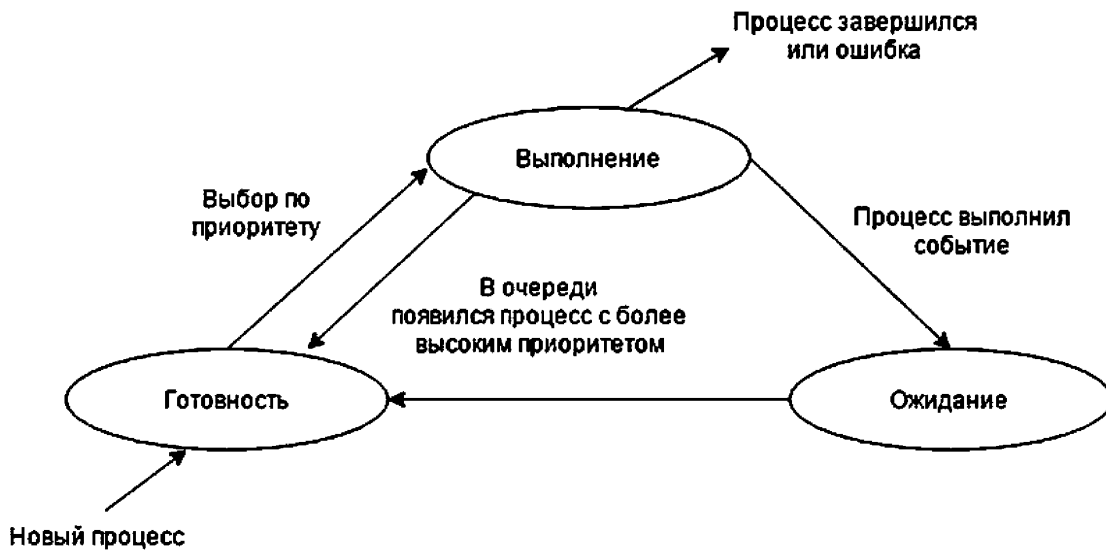 Процесс завершился
или ошибка
Выполнение
Выбор по
приоритету
Процесс выполнил
событие
В очереди
появился процесс с более
высоким приоритетом
Готовность
Ожидание
Новый процесс